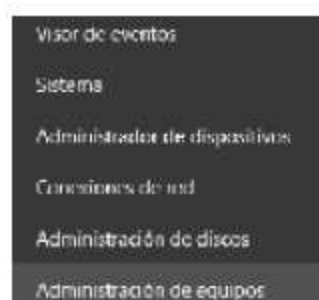 Visor de eventos
Sistema
Administrador de dispositivos
Conexiones de red
Administración de discos
Administración de equipos